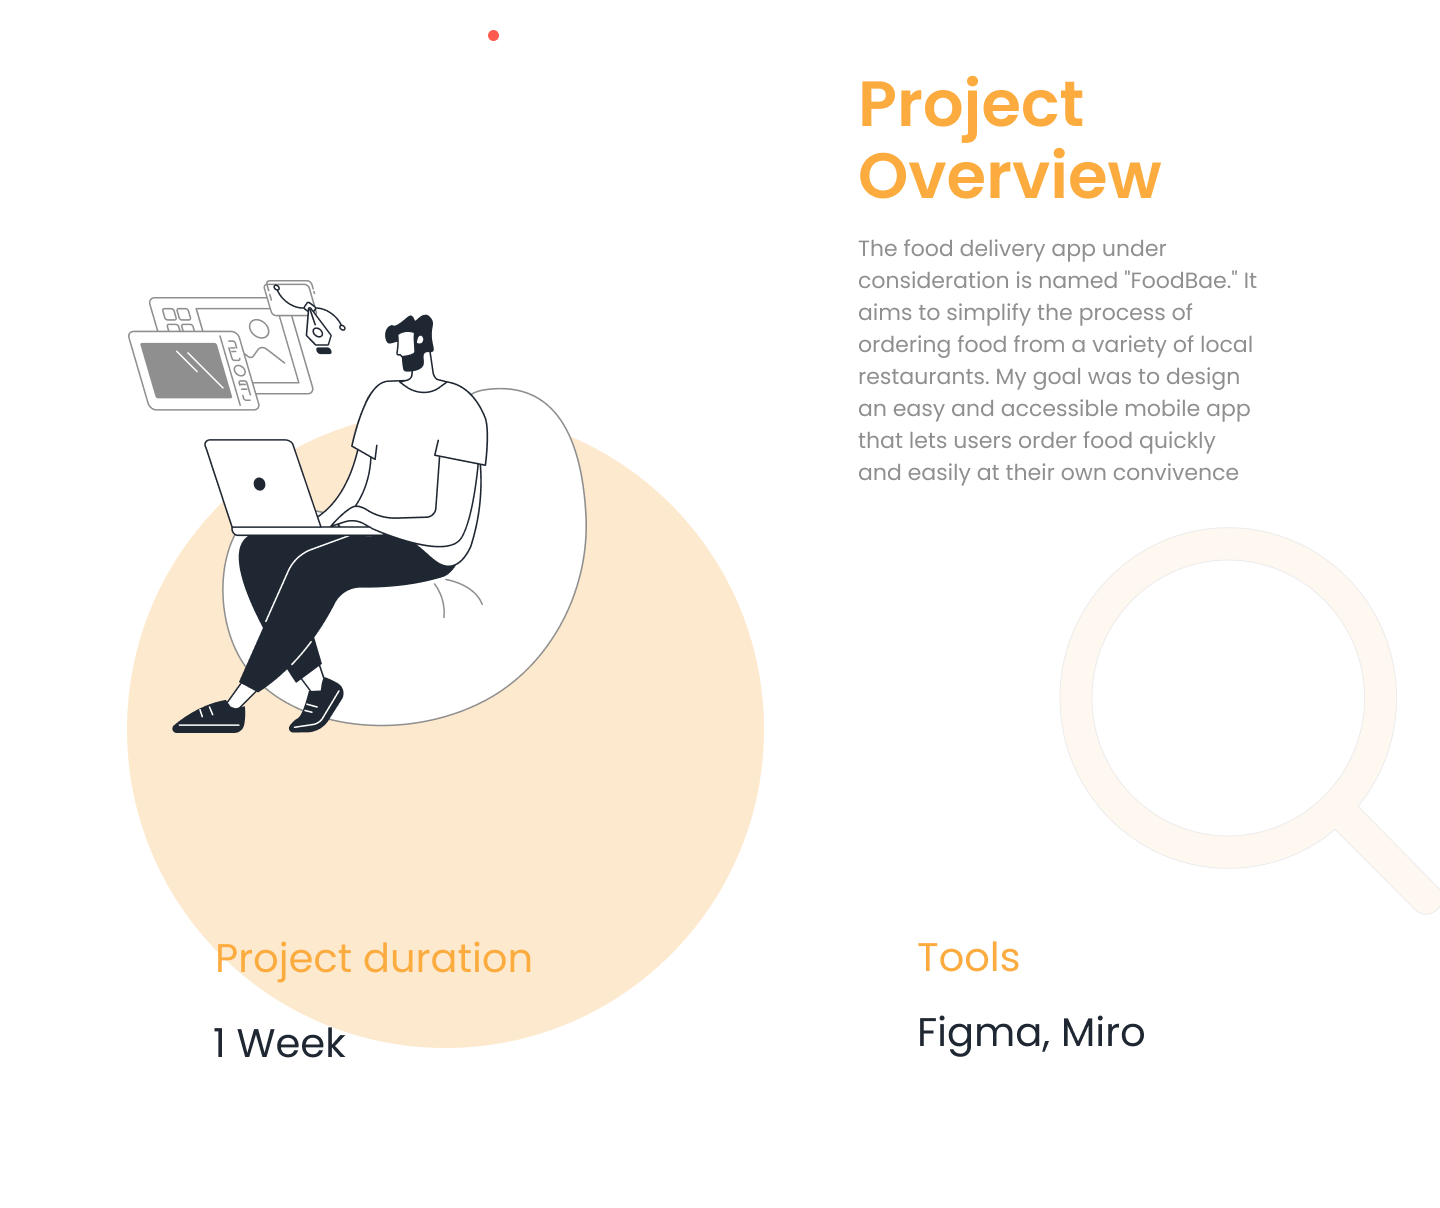 Project
Overview
The food delivery app under
consideration is named "FoodBae." It
aims to simplify the process of
ordering food from a variety of local
restaurants. My goal was to design
an easy and accessible mobile app
that lets users order food quickly
and easily at their own convivence
Project duration
1 Week
Tools
Figma, Miro